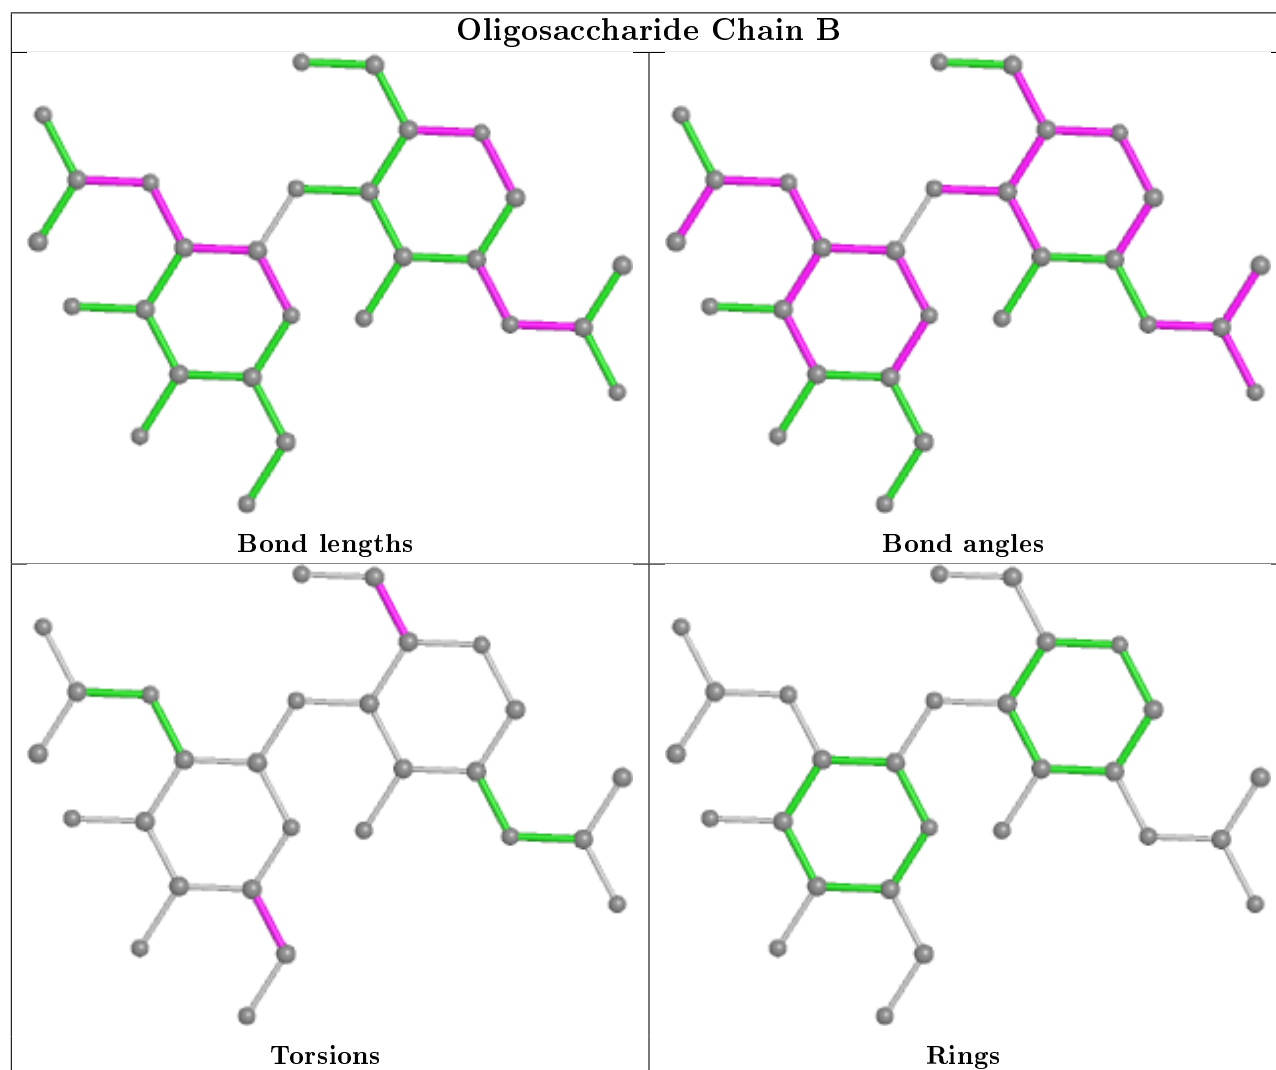 Oligosaccharide Chain B
Bond lengths
Bond angles
Torsions
Rings